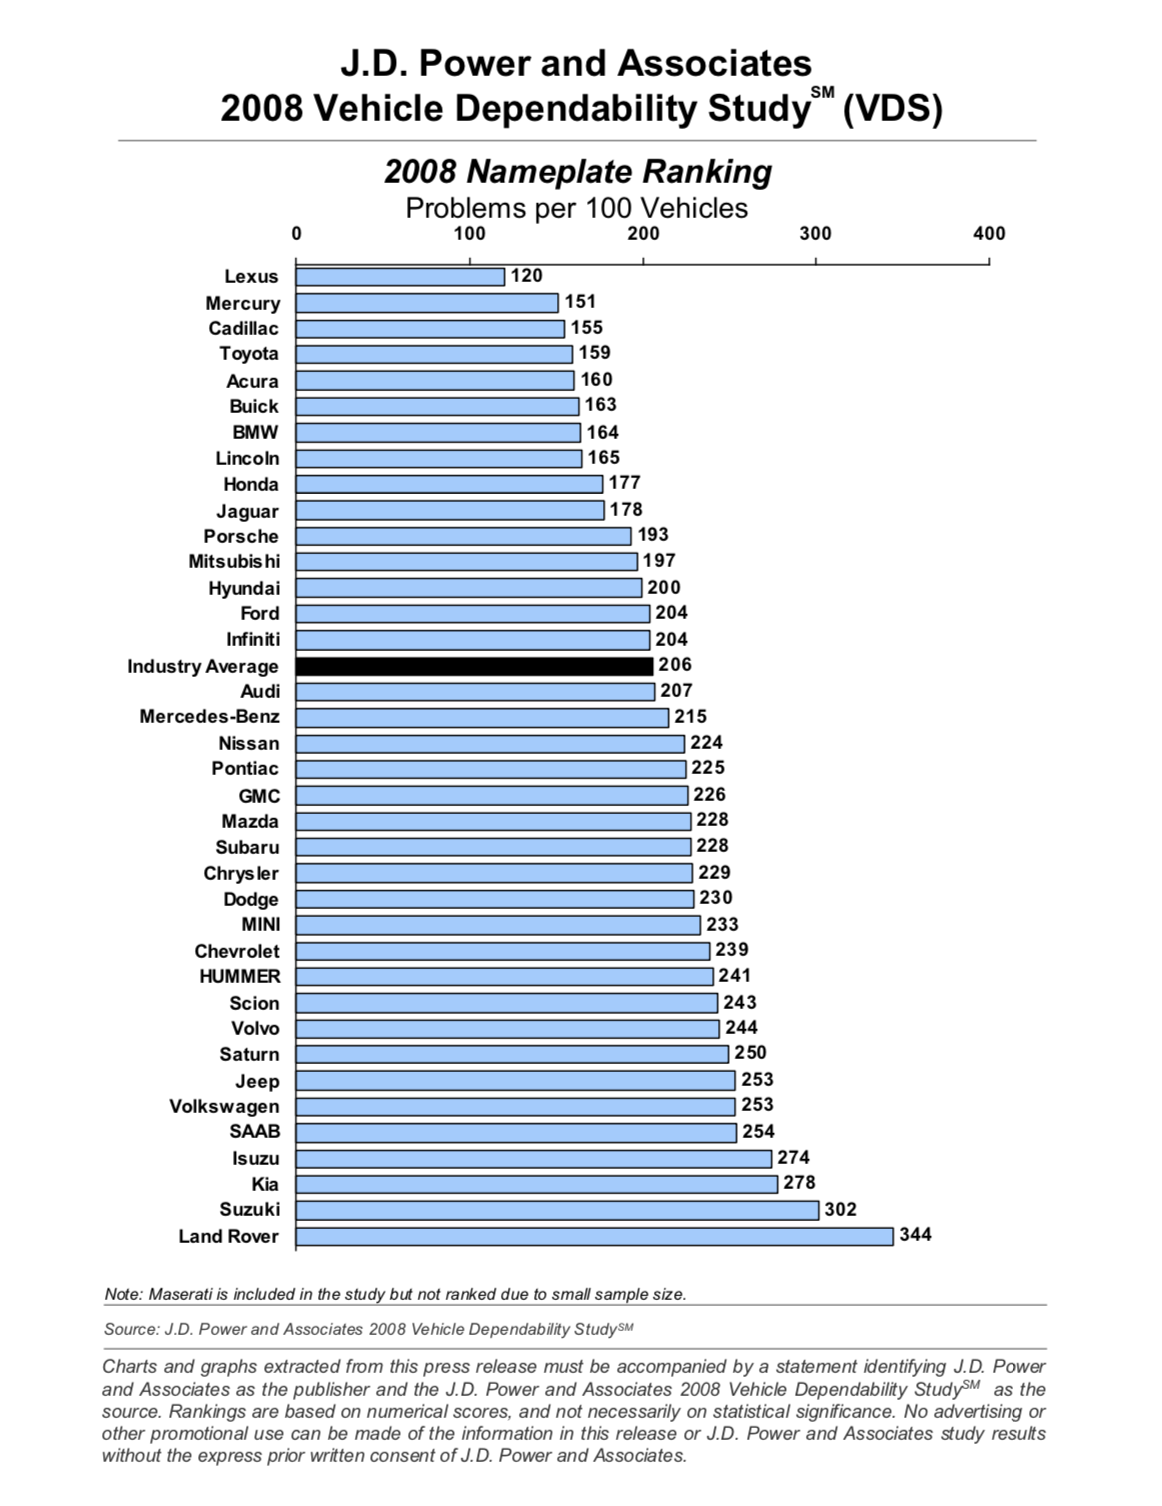 J.D. Power and Associates
2008 Vehicle Dependability Study℠ (VDS)
2008 Nameplate Ranking
Problems per 100 Vehicles
0 100 200 300 400
Lexus 120
Mercury 151
Cadillac 155
Toyota 159
Acura 160
Buick 163
BMW 164
Lincoln 165
Honda 177
Jaguar 178
Porsche 193
Mitsubishi 197
Hyundai 200
Ford 204
Infiniti 204
Industry Average 206
Audi 207
Mercedes-Benz 215
Nissan 224
Pontiac 225
GMC 226
Mazda 228
Subaru 228
Chrysler 229
Dodge 230
MINI 233
Chevrolet 239
HUMMER 241
Scion 243
Volvo 244
Saturn 250
Jeep 253
Volkswagen 253
SAAB 254
Isuzu 274
Kia 278
Suzuki 302
Land Rover 344
Note: Maserati is included in the study but not ranked due to small sample size.
Source: J.D. Power and Associates 2008 Vehicle Dependability Study℠
Charts and graphs extracted from this press release must be accompanied by a statement identifying J.D. Power
and Associates as the publisher and the J.D. Power and Associates 2008 Vehicle Dependability Study℠ as the
source. Rankings are based on numerical scores, and not necessarily on statistical significance. No advertising or
other promotional use can be made of the information in this release or J.D. Power and Associates study results
without the express prior written consent of J.D. Power and Associates.